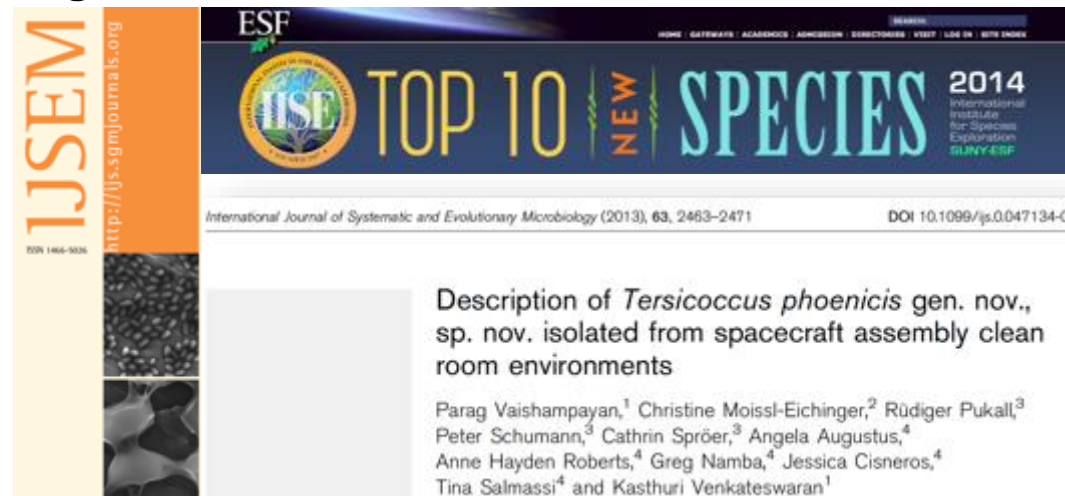 IJSEM
http://ijs.sgmjournals.org
ISSN 1466-5026
ESF
SEARCH:
HOME | GATEWAYS | ACADEMICS | ADMISSION | DIRECTORIES | VISIT | LOG IN | SITE INDEX
IISE
TOP 10 NEW SPECIES
2014
International
Institute
for Species
Exploration
SUNY-ESF
International Journal of Systematic and Evolutionary Microbiology (2013), 63, 2463–2471
DOI 10.1099/ijs.0.047134-0
Description of Tersicoccus phoenicis gen. nov.,
sp. nov. isolated from spacecraft assembly clean
room environments
Parag Vaishampayan,1 Christine Moissl-Eichinger,2 Rüdiger Pukall,3
Peter Schumann,3 Cathrin Spröer,3 Angela Augustus,4
Anne Hayden Roberts,4 Greg Namba,4 Jessica Cisneros,4
Tina Salmassi4 and Kasthuri Venkateswaran1